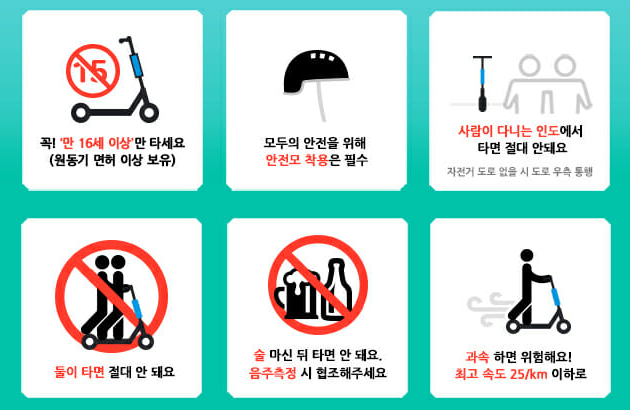 15
꼭! '만 16세 이상'만 타세요
(원동기 면허 이상 보유)
모두의 안전을 위해
안전모 착용은 필수
사람이 다니는 인도에서
타면 절대 안돼요
자전거 도로 없을 시 도로 우측 통행
둘이 타면 절대 안 돼요
술 마신 뒤 타면 안 돼요.
음주측정 시 협조해주세요
과속 하면 위험해요!
최고 속도 25/km 이하로